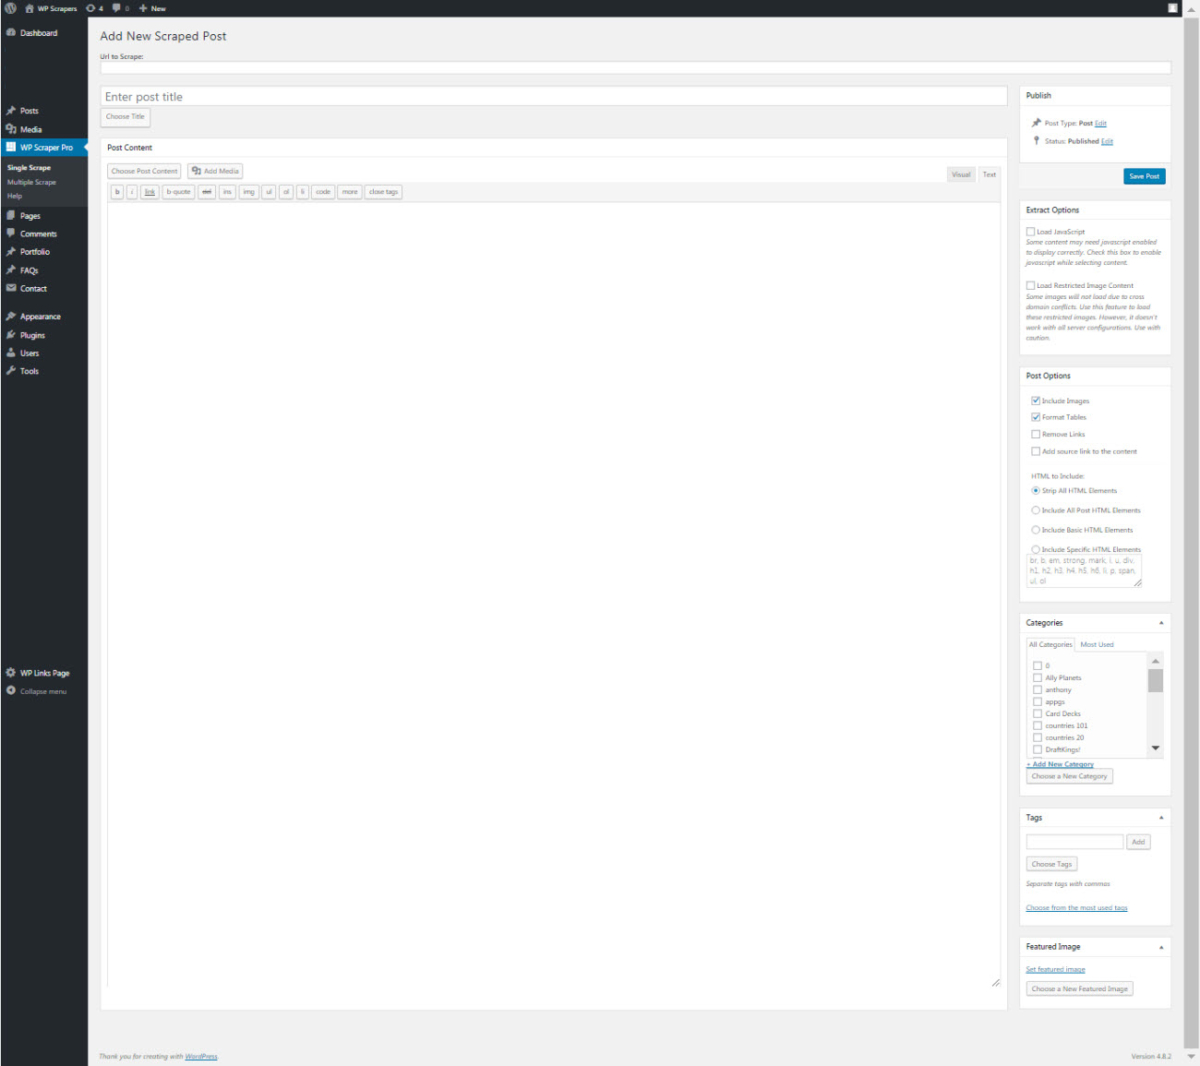 WP Scrapers 4 0 New
Dashboard
Posts
Media
WP Scraper Pro
Single Scrape
Multiple Scrape
Help
Pages
Comments
Portfolio
FAQs
Contact
Appearance
Plugins
Users
Tools
WP Links Page
Collapse menu
Add New Scraped Post
Url to Scrape:
Enter post title
Choose Title
Post Content
Choose Post Content Add Media
Visual Text
b i link b-quote del ins img ul ol li code more close tags
Publish
Post Type: Post Edit
Status: Published Edit
Save Post
Extract Options
Load JavaScript
Some content may need javascript enabled
to display correctly. Check this box to enable
javascript while selecting content.
Load Restricted Image Content
Some images will not load due to cross
domain conflicts. Use this feature to load
these restricted images. However, it doesn't
work with all server configurations. Use with
caution.
Post Options
Include Images
Format Tables
Remove Links
Add source link to the content
HTML to Include:
Strip All HTML Elements
Include All Post HTML Elements
Include Basic HTML Elements
Include Specific HTML Elements
br, b, em, strong, mark, i, u, div,
h1, h2, h3, h4, h5, h6, li, p, span,
ul, ol
Categories
All Categories Most Used
0
Ally Planets
anthony
appgs
Card Decks
countries 101
countries 20
DraftKings!
+ Add New Category
Choose a New Category
Tags
Add
Choose Tags
Separate tags with commas
Choose from the most used tags
Featured Image
Set featured image
Choose a New Featured Image
Thank you for creating with WordPress.
Version 4.8.2